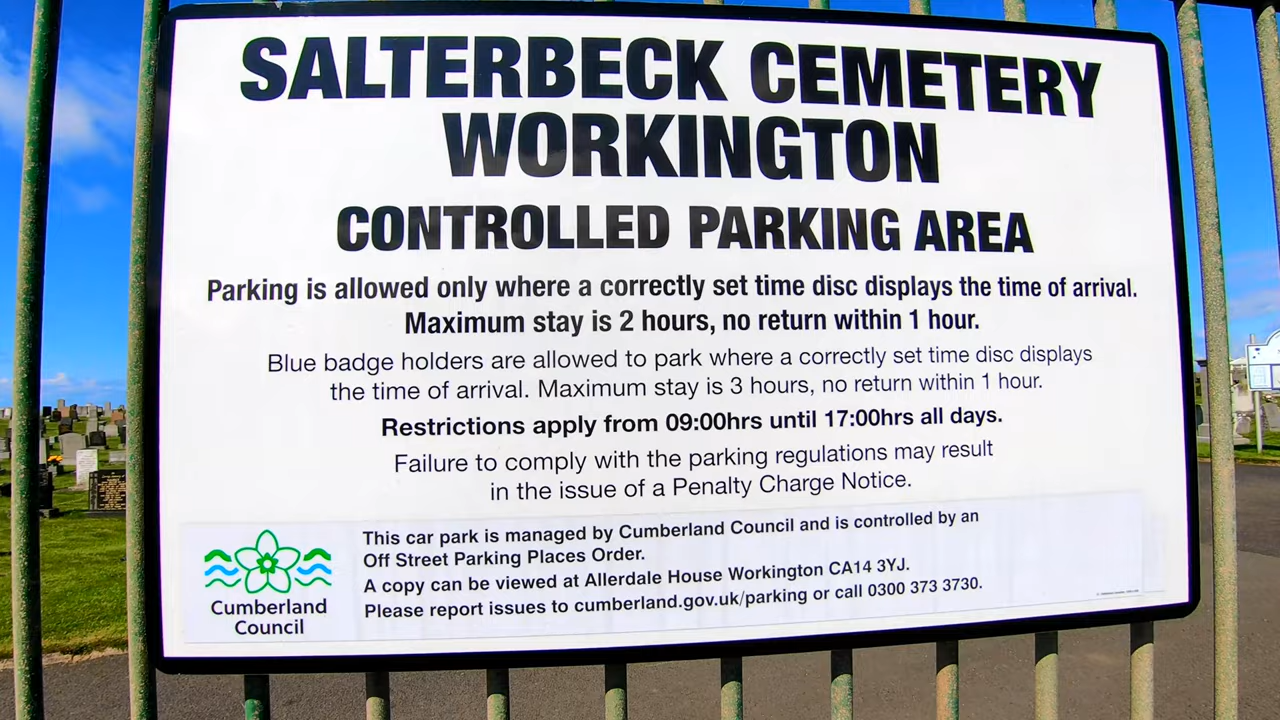 SALTERBECK CEMETERY
WORKINGTON
CONTROLLED PARKING AREA
Parking is allowed only where a correctly set time disc displays the time of arrival.
Maximum stay is 2 hours, no return within 1 hour.
Blue badge holders are allowed to park where a correctly set time disc displays
the time of arrival. Maximum stay is 3 hours, no return within 1 hour.
Restrictions apply from 09:00hrs until 17:00hrs all days.
Failure to comply with the parking regulations may result
in the issue of a Penalty Charge Notice.
This car park is managed by Cumberland Council and is controlled by an
Off Street Parking Places Order.
A copy can be viewed at Allerdale House Workington CA14 3YJ.
Please report issues to cumberland.gov.uk/parking or call 0300 373 3730.
Cumberland
Council